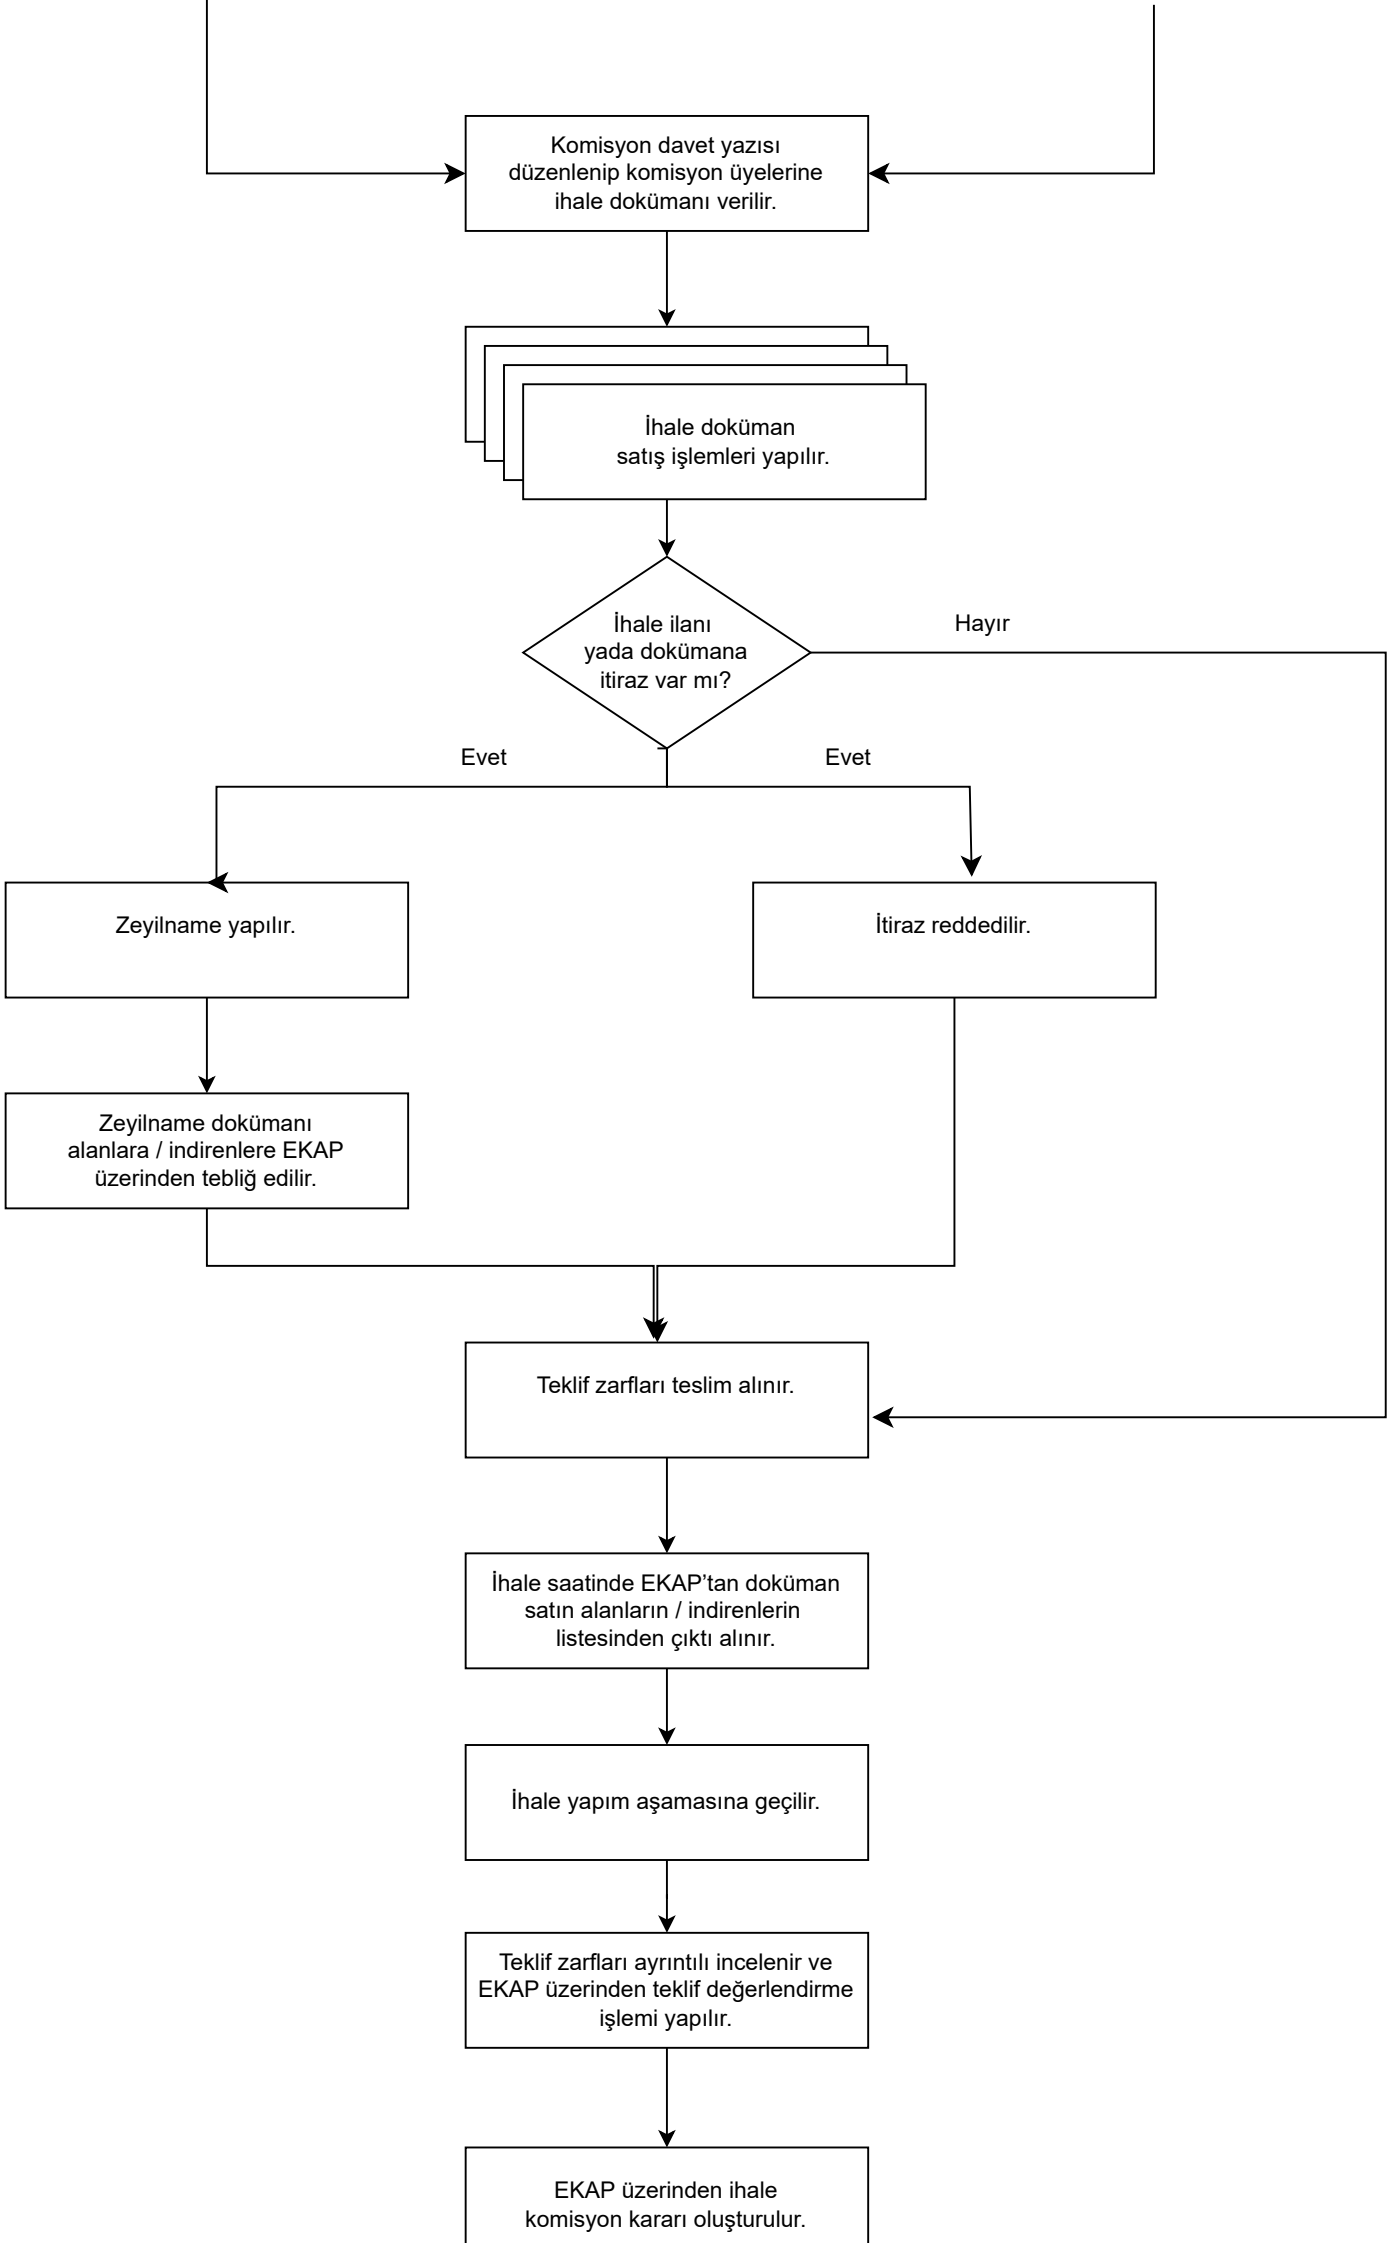 Komisyon davet yazısı
düzenlenip komisyon üyelerine
ihale dokümanı verilir.
İhale doküman
satış işlemleri yapılır.
İhale ilanı
yada dokümana
itiraz var mı?
Hayır
Evet
Evet
Zeyilname yapılır.
İtiraz reddedilir.
Zeyilname dokümanı
alanlara / indirenlere EKAP
üzerinden tebliğ edilir.
Teklif zarfları teslim alınır.
İhale saatinde EKAP’tan doküman
satın alanların / indirenlerin
listesinden çıktı alınır.
İhale yapım aşamasına geçilir.
Teklif zarfları ayrıntılı incelenir ve
EKAP üzerinden teklif değerlendirme
işlemi yapılır.
EKAP üzerinden ihale
komisyon kararı oluşturulur.